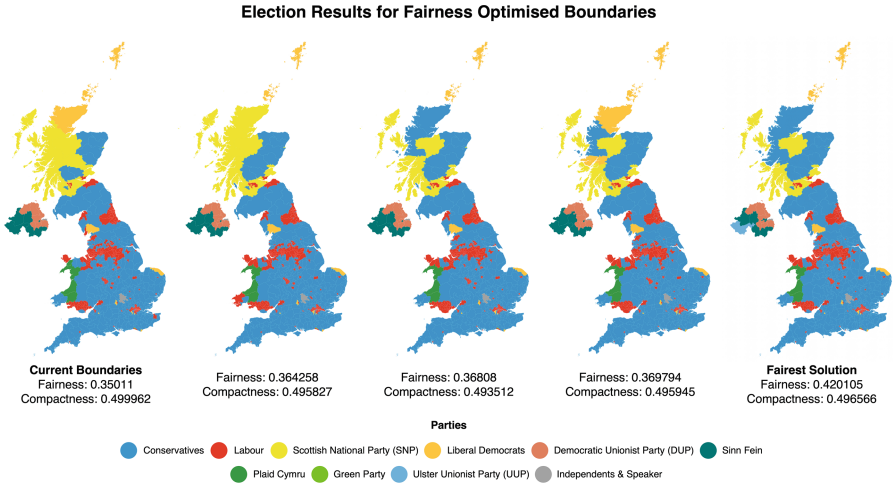 Election Results for Fairness Optimised Boundaries
Current Boundaries
Fairness: 0.35011
Compactness: 0.499962
Fairness: 0.364258
Compactness: 0.495827
Fairness: 0.36808
Compactness: 0.493512
Fairness: 0.369794
Compactness: 0.495945
Fairest Solution
Fairness: 0.420105
Compactness: 0.496566
Parties
Conservatives
Labour
Scottish National Party (SNP)
Liberal Democrats
Democratic Unionist Party (DUP)
Sinn Fein
Plaid Cymru
Green Party
Ulster Unionist Party (UUP)
Independents & Speaker